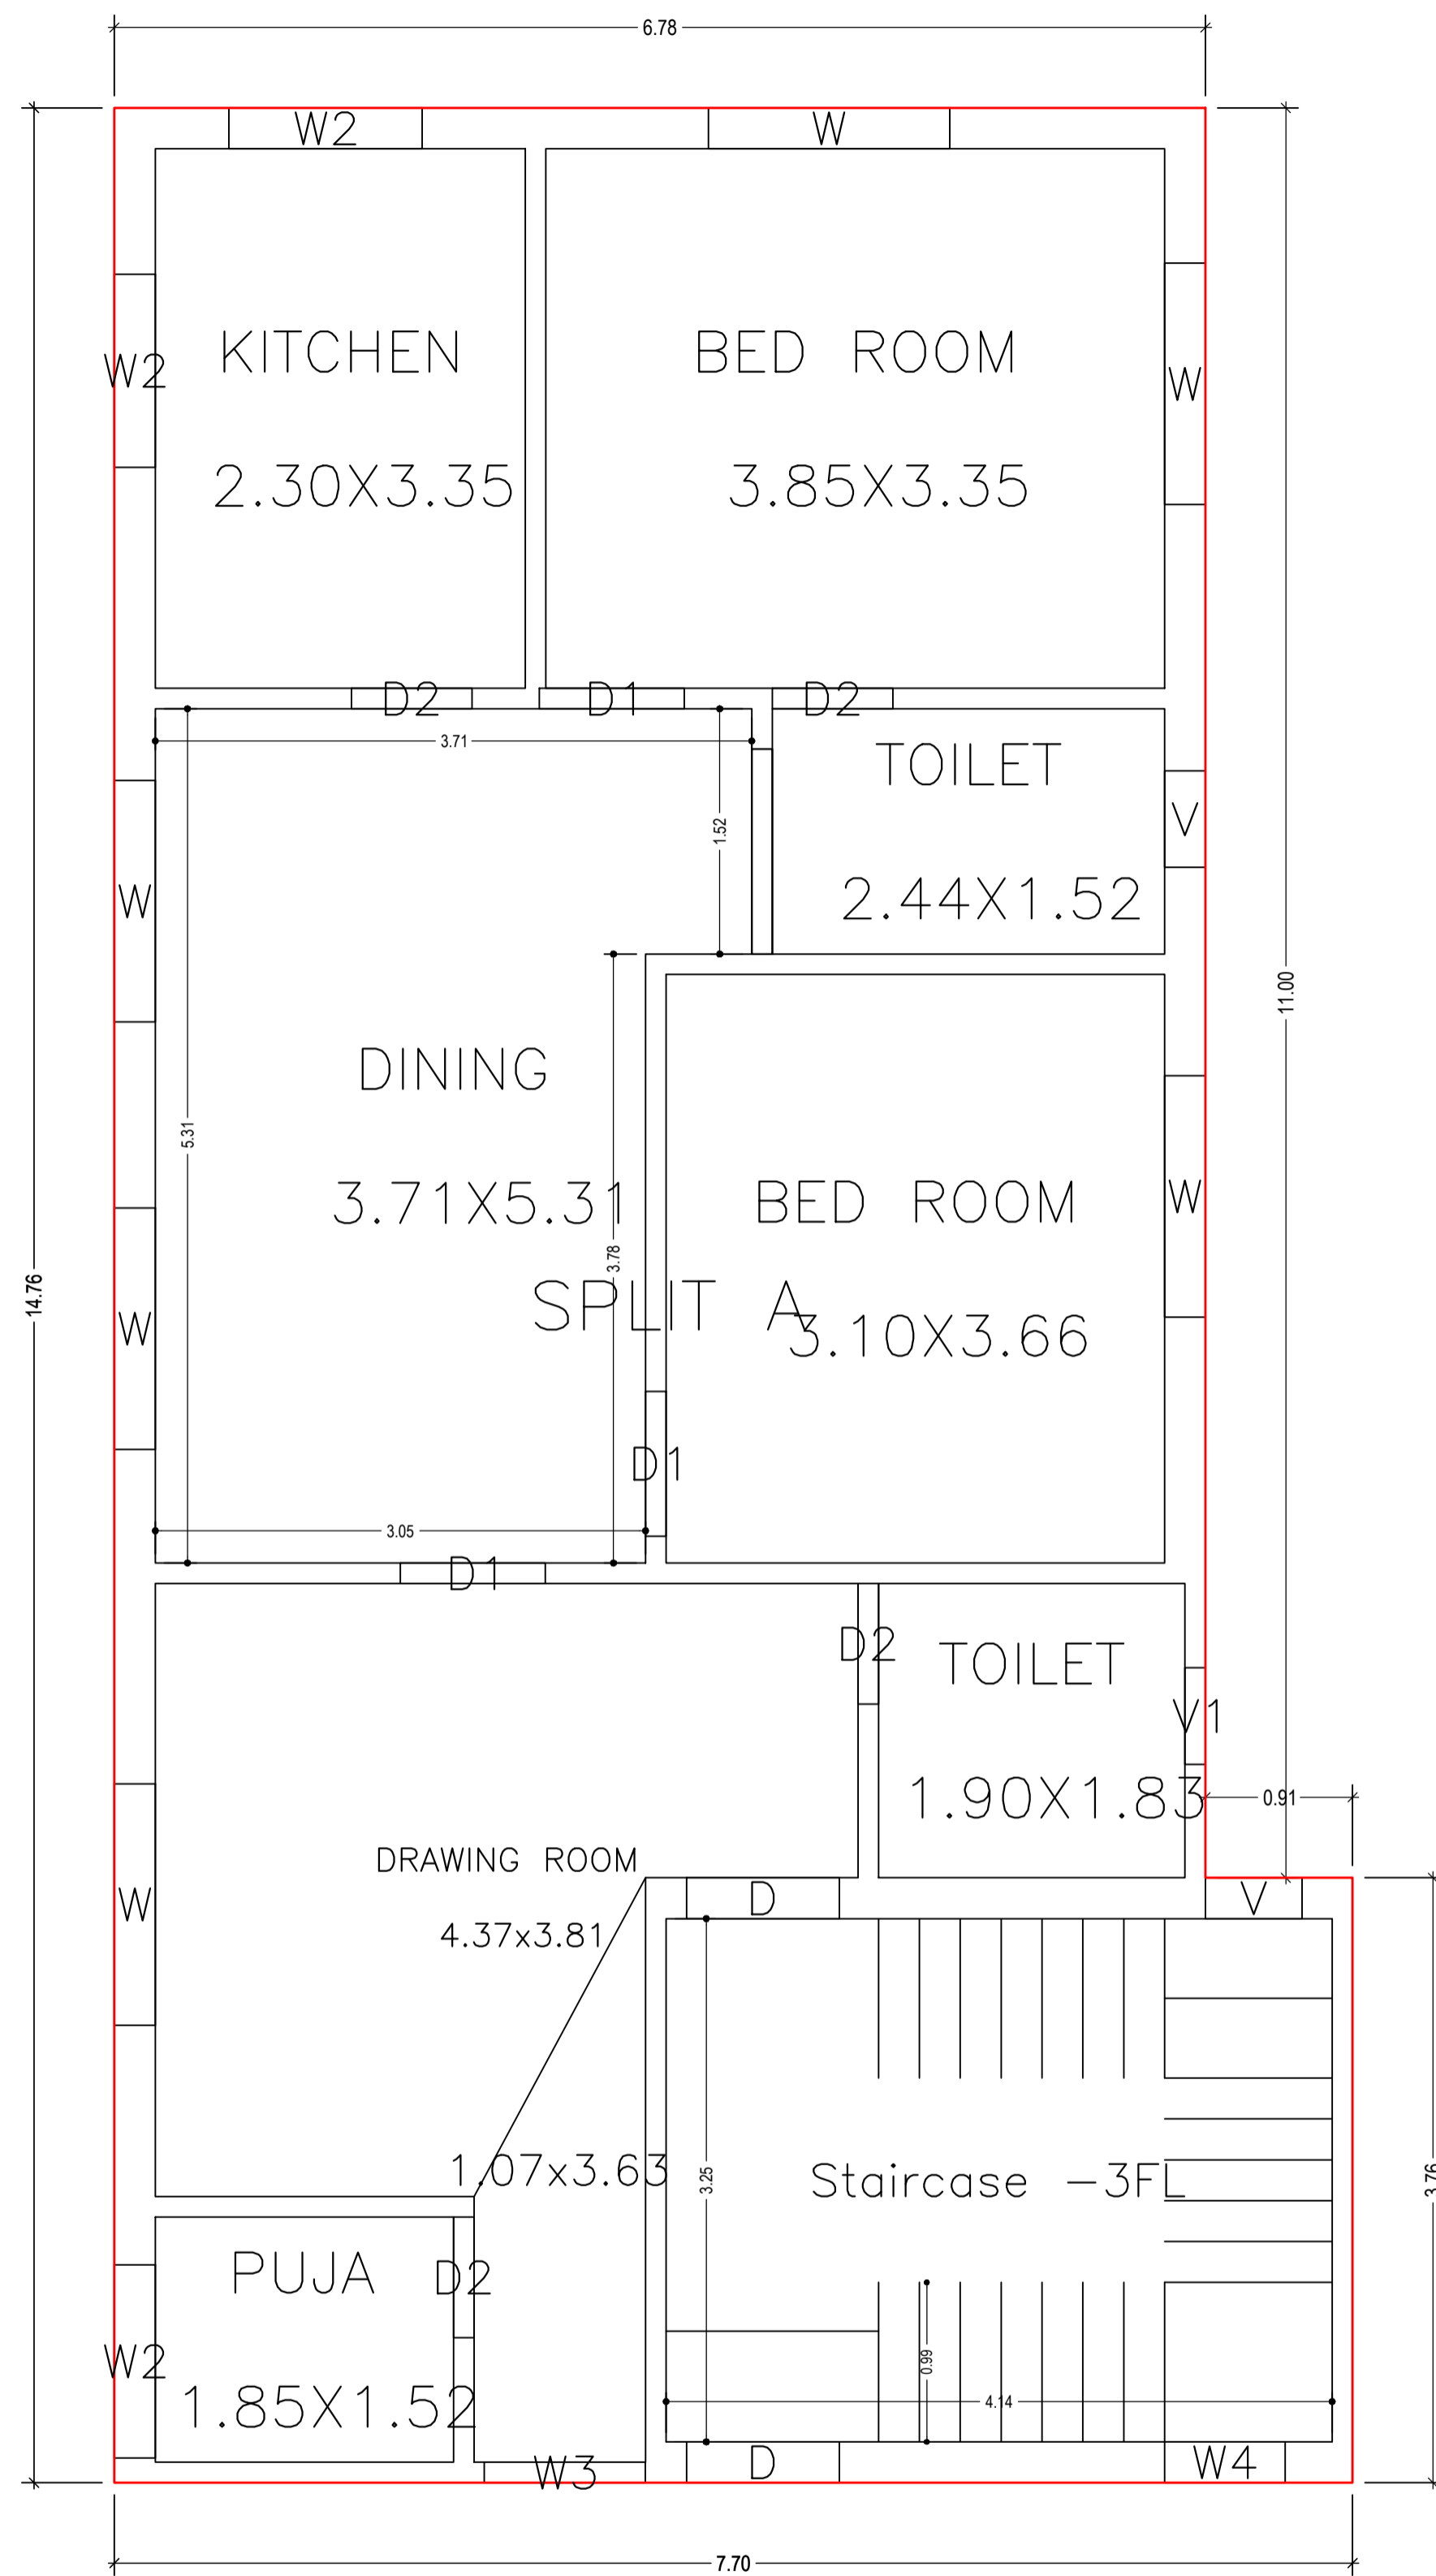 6.78
W2 W
KITCHEN BED ROOM
W2 W
2.30X3.35 3.85X3.35
D2 D1 D2
3.71
TOILET
1.52 V
W 2.44X1.52
11.00
DINING
5.31
3.71X5.31 BED ROOM W
3.78
14.76
SPLIT A
W 3.10X3.66
D1
3.05
D1
D2 TOILET
V1
1.90X1.83 0.91
DRAWING ROOM
W D V
4.37x3.81
1.07x3.63 3.25 Staircase -3FL 3.76
PUJA D2
W2 0.99
1.85X1.52 4.14
W3 D W4
7.70